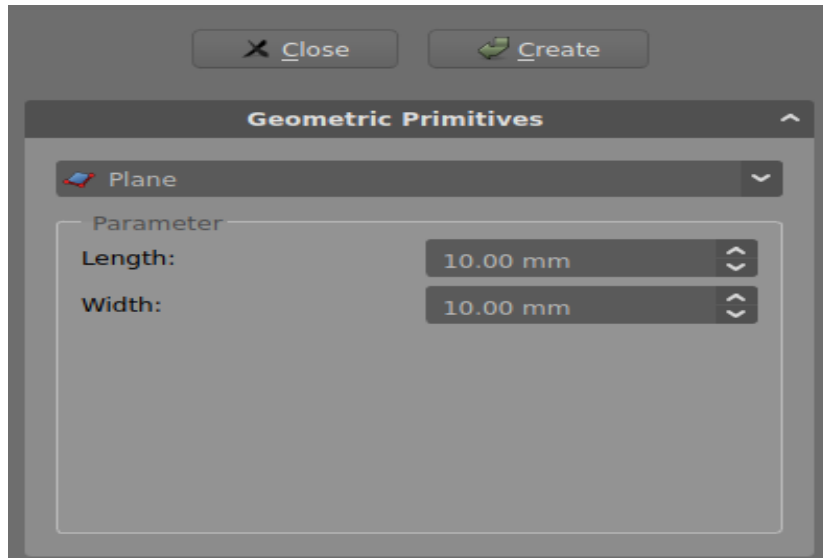 Close Create
Geometric Primitives
Plane
Parameter
Length: 10.00 mm
Width: 10.00 mm